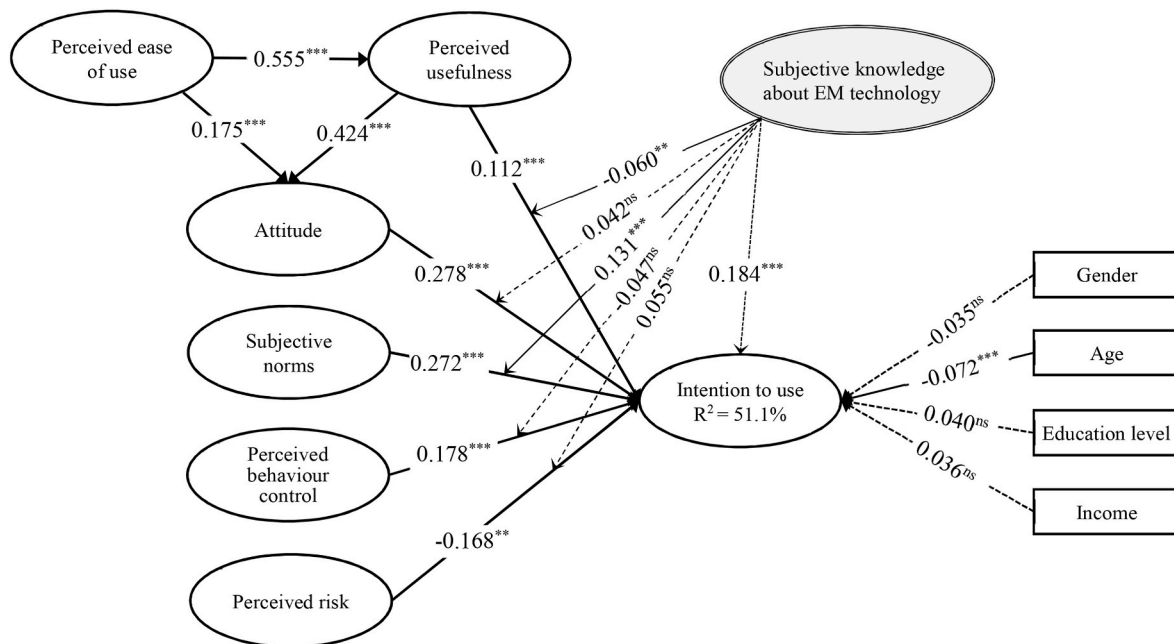 Perceived ease
of use
0.555***
Perceived
usefulness
Subjective knowledge
about EM technology
0.175***
0.424***
0.112***
-0.060**
0.042ns
0.131***
-0.047ns
0.055ns
0.184***
Attitude
0.278***
Subjective
norms
0.272***
Perceived
behaviour
control
0.178***
Perceived risk
-0.168**
Intention to use
R² = 51.1%
-0.035ns
Gender
-0.072***
Age
0.040ns
Education level
0.036ns
Income